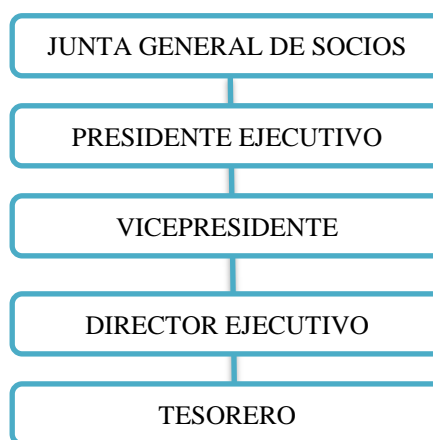 JUNTA GENERAL DE SOCIOS
PRESIDENTE EJECUTIVO
VICEPRESIDENTE
DIRECTOR EJECUTIVO
TESORERO